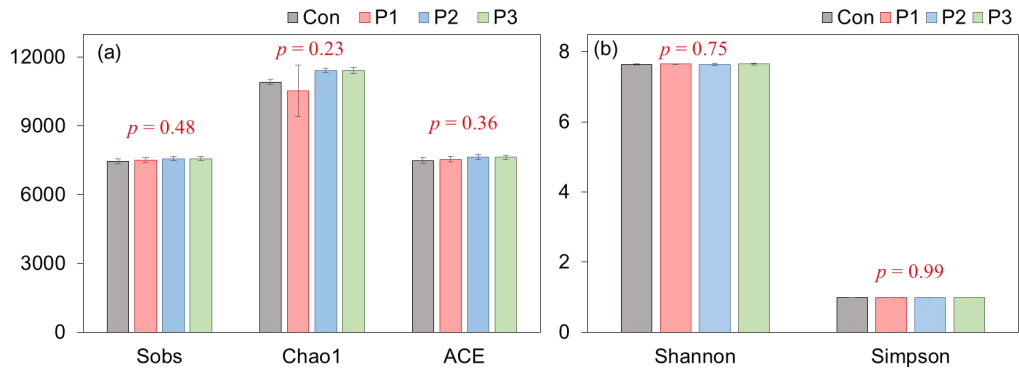 Con P1 P2 P3
(a)
12000
9000
6000
3000
0
p = 0.48
p = 0.23
p = 0.36
Sobs Chao1 ACE
Con P1 P2 P3
(b)
8
6
4
2
0
p = 0.75
p = 0.99
Shannon Simpson